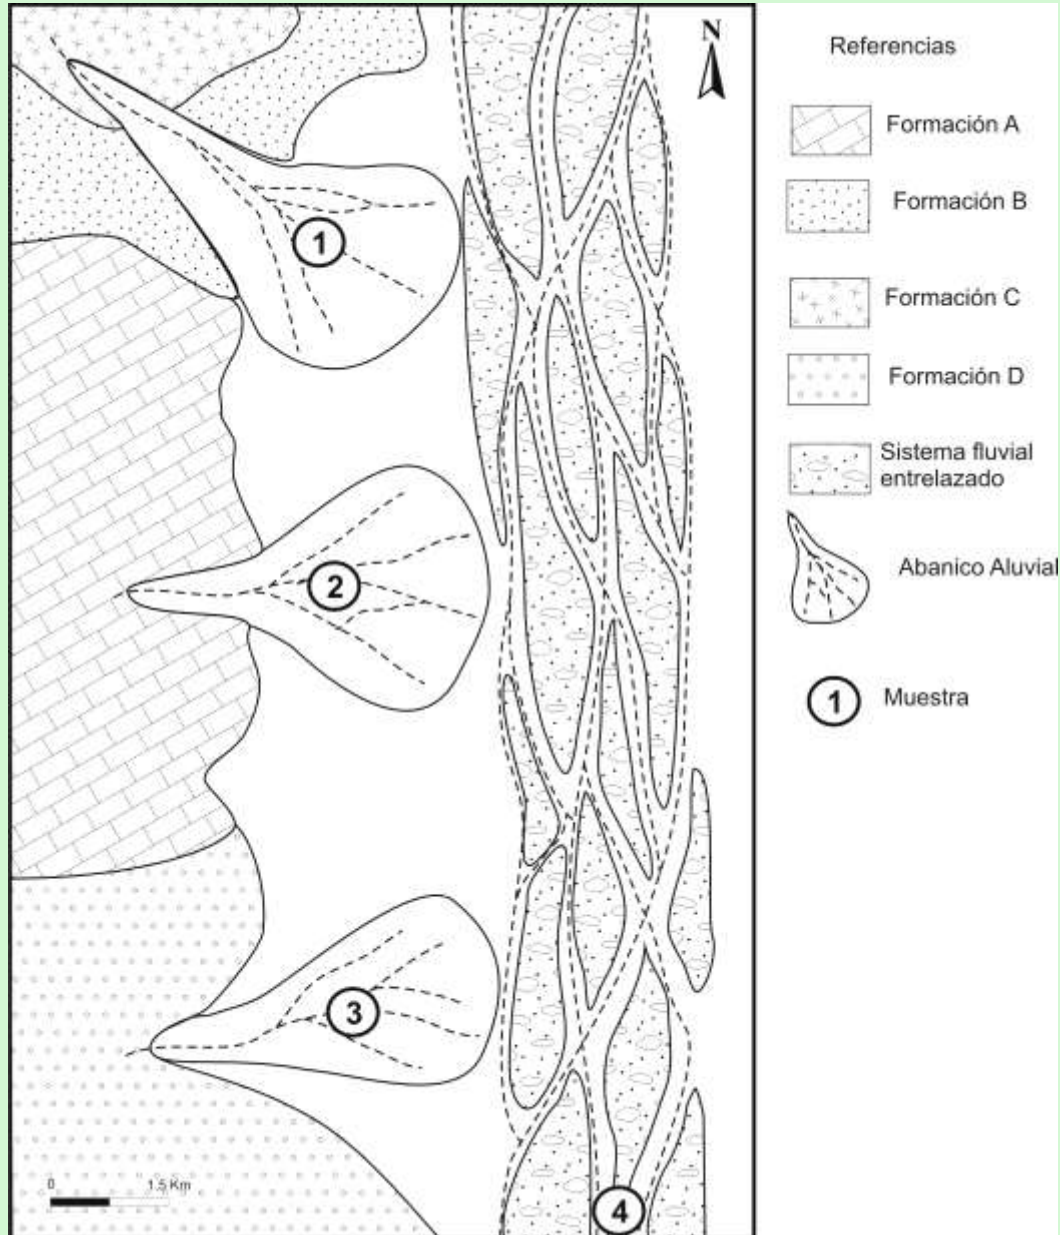 N
Referencias
Formación A
Formación B
Formación C
Formación D
Sistema fluvial
entrelazado
Abanico Aluvial
1 Muestra
1
2
3
4
0 1.5 Km